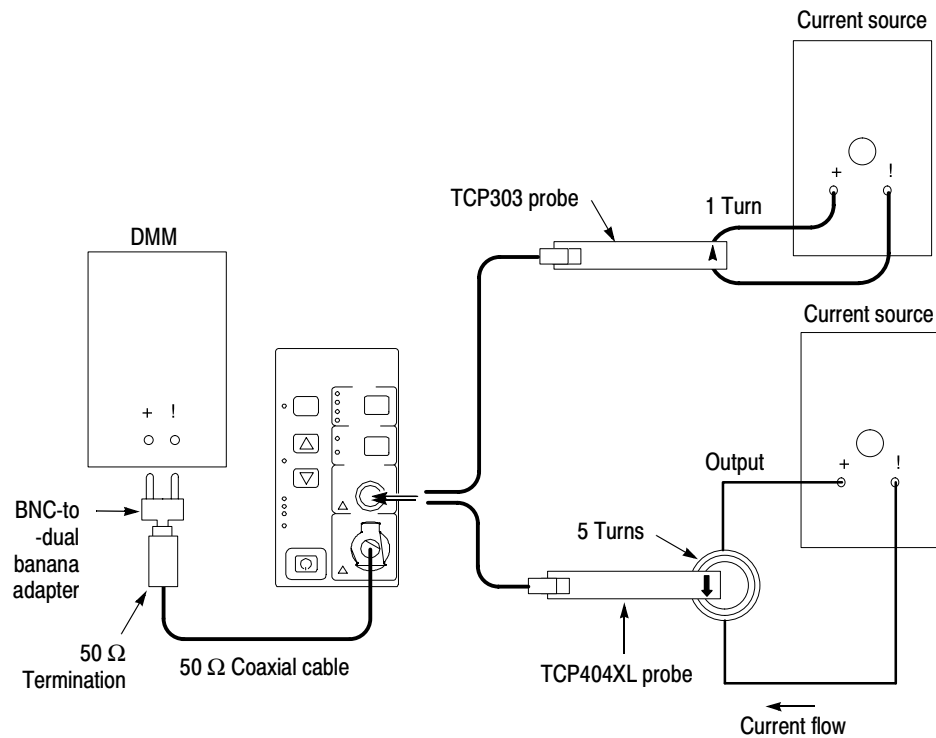 Current source
+ !
TCP303 probe
1 Turn
DMM
+ !
Current source
+ !
Output
BNC-to
-dual
banana
adapter
5 Turns
50 Ω
Termination
50 Ω Coaxial cable
TCP404XL probe
Current flow